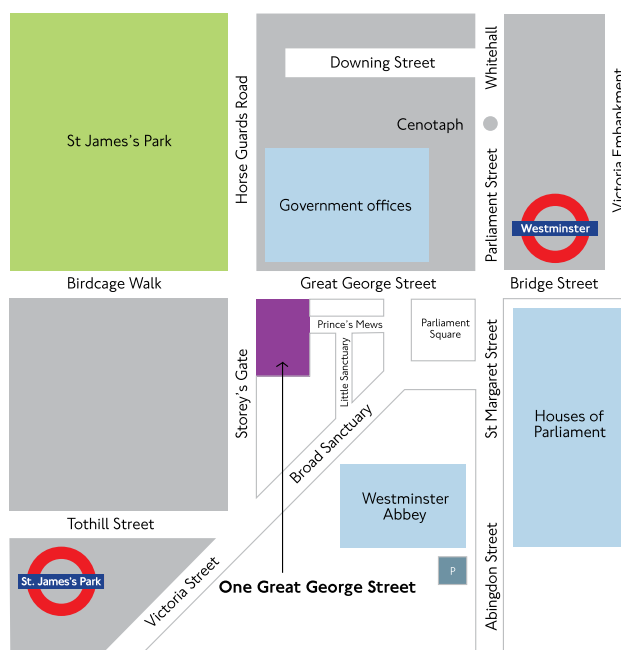 Downing Street
Whitehall
St James's Park
Horse Guards Road
Cenotaph
Victoria Embankment
Government offices
Parliament Street
Westminster
Birdcage Walk
Great George Street
Bridge Street
Prince's Mews
Parliament
Square
Little Sanctuary
Storey's Gate
St Margaret Street
Broad Sanctuary
Houses of
Parliament
Westminster
Abbey
Tothill Street
St. James's Park
Victoria Street
P
One Great George Street
Abingdon Street